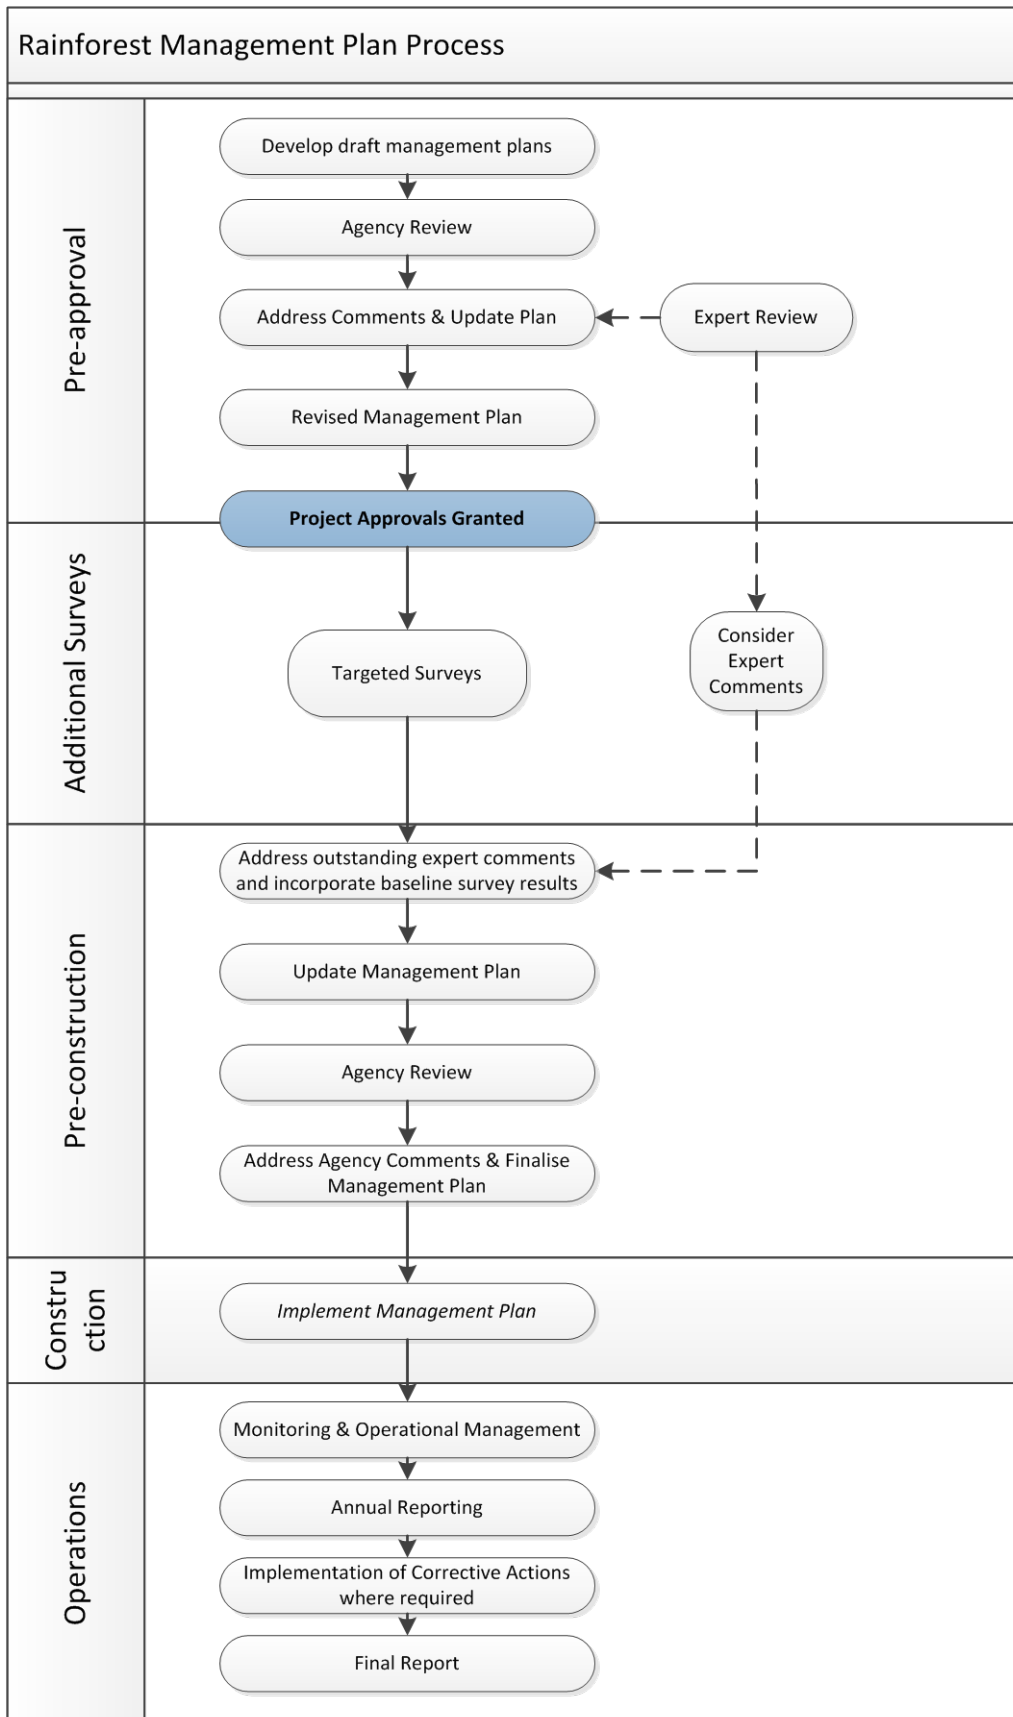 Rainforest Management Plan Process
Pre-approval
Develop draft management plans
Agency Review
Address Comments & Update Plan
Expert Review
Revised Management Plan
Project Approvals Granted
Additional Surveys
Targeted Surveys
Consider
Expert
Comments
Pre-construction
Address outstanding expert comments
and incorporate baseline survey results
Update Management Plan
Agency Review
Address Agency Comments & Finalise
Management Plan
Constru
ction
Implement Management Plan
Operations
Monitoring & Operational Management
Annual Reporting
Implementation of Corrective Actions
where required
Final Report